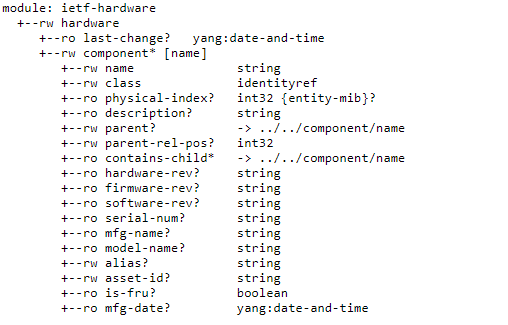 module: ietf-hardware
  +--rw hardware
     +--ro last-change?   yang:date-and-time
     +--rw component* [name]
        +--rw name              string
        +--rw class             identityref
        +--ro physical-index?   int32 {entity-mib}?
        +--ro description?      string
        +--rw parent?           -> ../../component/name
        +--rw parent-rel-pos?   int32
        +--ro contains-child*   -> ../../component/name
        +--ro hardware-rev?     string
        +--ro firmware-rev?     string
        +--ro software-rev?     string
        +--ro serial-num?       string
        +--ro mfg-name?         string
        +--ro model-name?       string
        +--rw alias?            string
        +--rw asset-id?         string
        +--ro is-fru?           boolean
        +--ro mfg-date?         yang:date-and-time